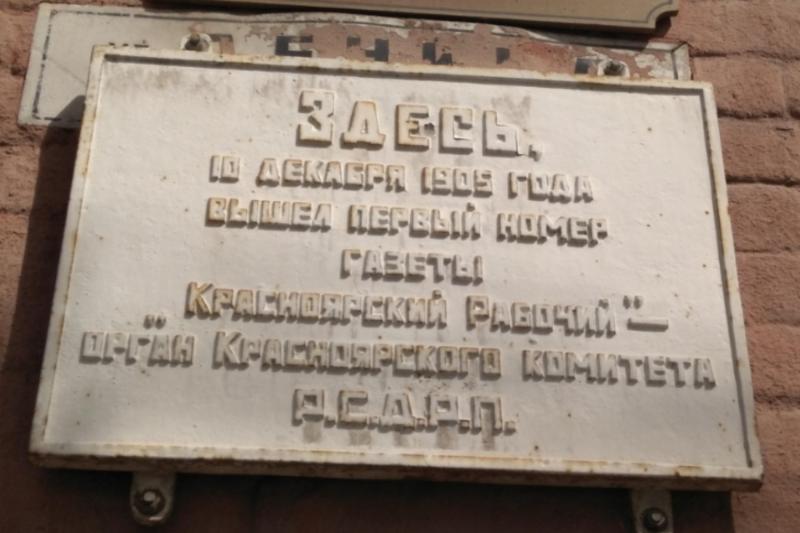 Здесь,
10 декабря 1905 года
вышел первый номер
газеты
„Красноярский Рабочий" —
орган Красноярского комитета
Р.С.Д.Р.П.